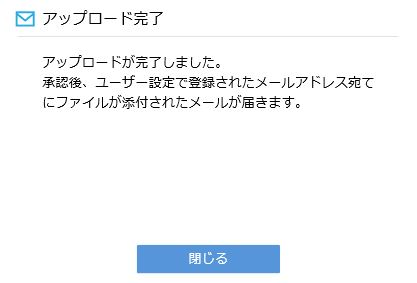 アップロード完了
アップロードが完了しました。
承認後、ユーザー設定で登録されたメールアドレス宛て
にファイルが添付されたメールが届きます。
閉じる